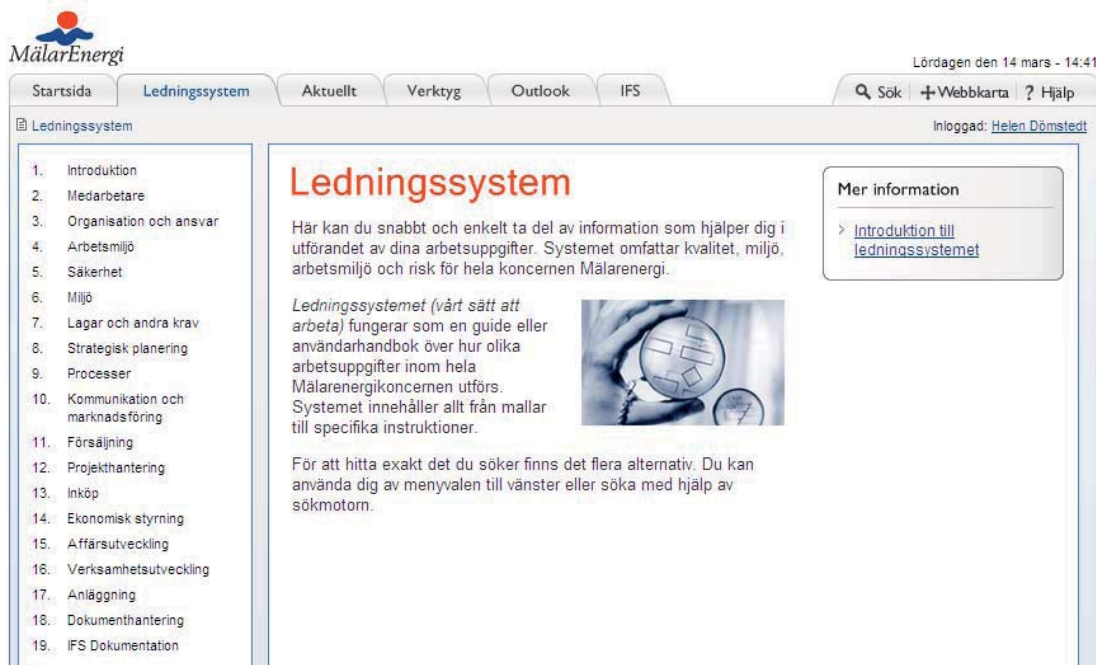 MälarEnergi
Lördagen den 14 mars - 14:41
Startsida Ledningssystem Aktuellt Verktyg Outlook IFS Sök Webbkarta ? Hjälp
Ledningssystem Inloggad: Helen Dömstedt
1. Introduktion
2. Medarbetare
3. Organisation och ansvar
4. Arbetsmiljö
5. Säkerhet
6. Miljö
7. Lagar och andra krav
8. Strategisk planering
9. Processer
10. Kommunikation och
marknadsföring
11. Försäljning
12. Projekthantering
13. Inköp
14. Ekonomisk styrning
15. Affärsutveckling
16. Verksamhetsutveckling
17. Anläggning
18. Dokumenthantering
19. IFS Dokumentation
Ledningssystem
Här kan du snabbt och enkelt ta del av information som hjälper dig i
utförandet av dina arbetsuppgifter. Systemet omfattar kvalitet, miljö,
arbetsmiljö och risk för hela koncernen Mälarenergi.
Ledningssystemet (vårt sätt att
arbeta) fungerar som en guide eller
användarhandbok över hur olika
arbetsuppgifter inom hela
Mälarenergikoncernen utförs.
Systemet innehåller allt från mallar
till specifika instruktioner.
För att hitta exakt det du söker finns det flera alternativ. Du kan
använda dig av menyvalen till vänster eller söka med hjälp av
sökmotorn.
Mer information
> Introduktion till
ledningssystemet